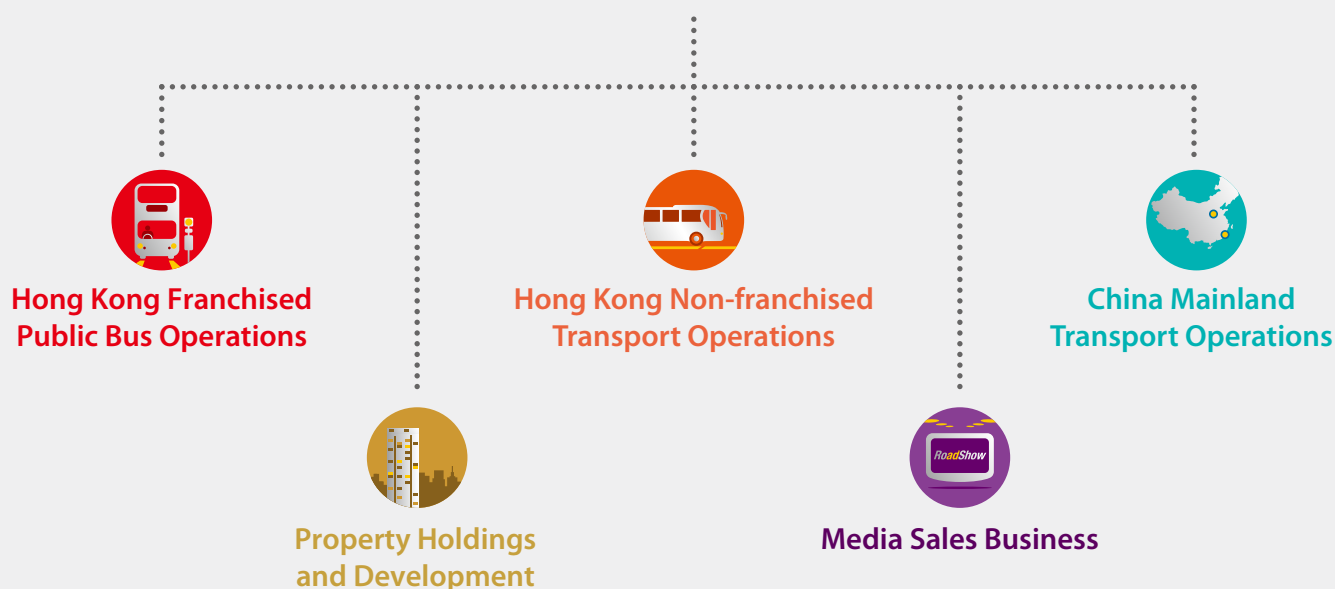 Hong Kong Franchised
Public Bus Operations
Hong Kong Non-franchised
Transport Operations
China Mainland
Transport Operations
RoadShow
Property Holdings
and Development
Media Sales Business